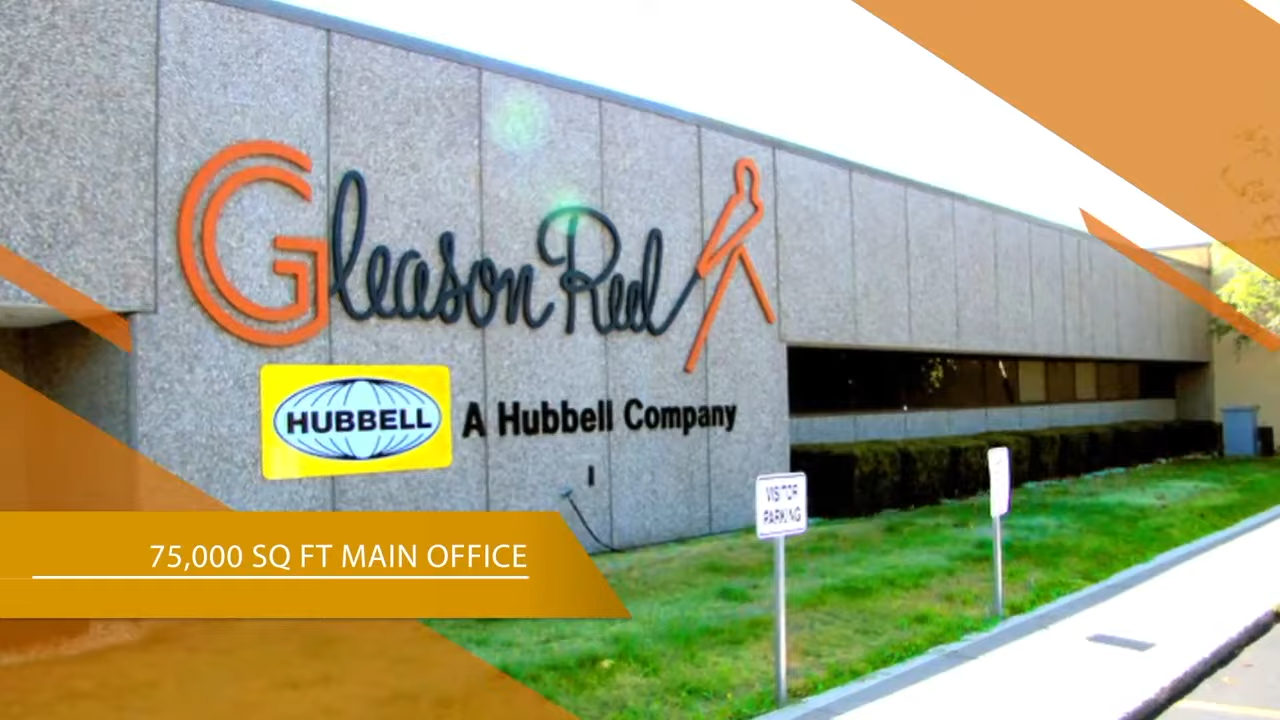 Gleason Reel
HUBBELL
A Hubbell Company
VISITOR
PARKING
75,000 SQ FT MAIN OFFICE